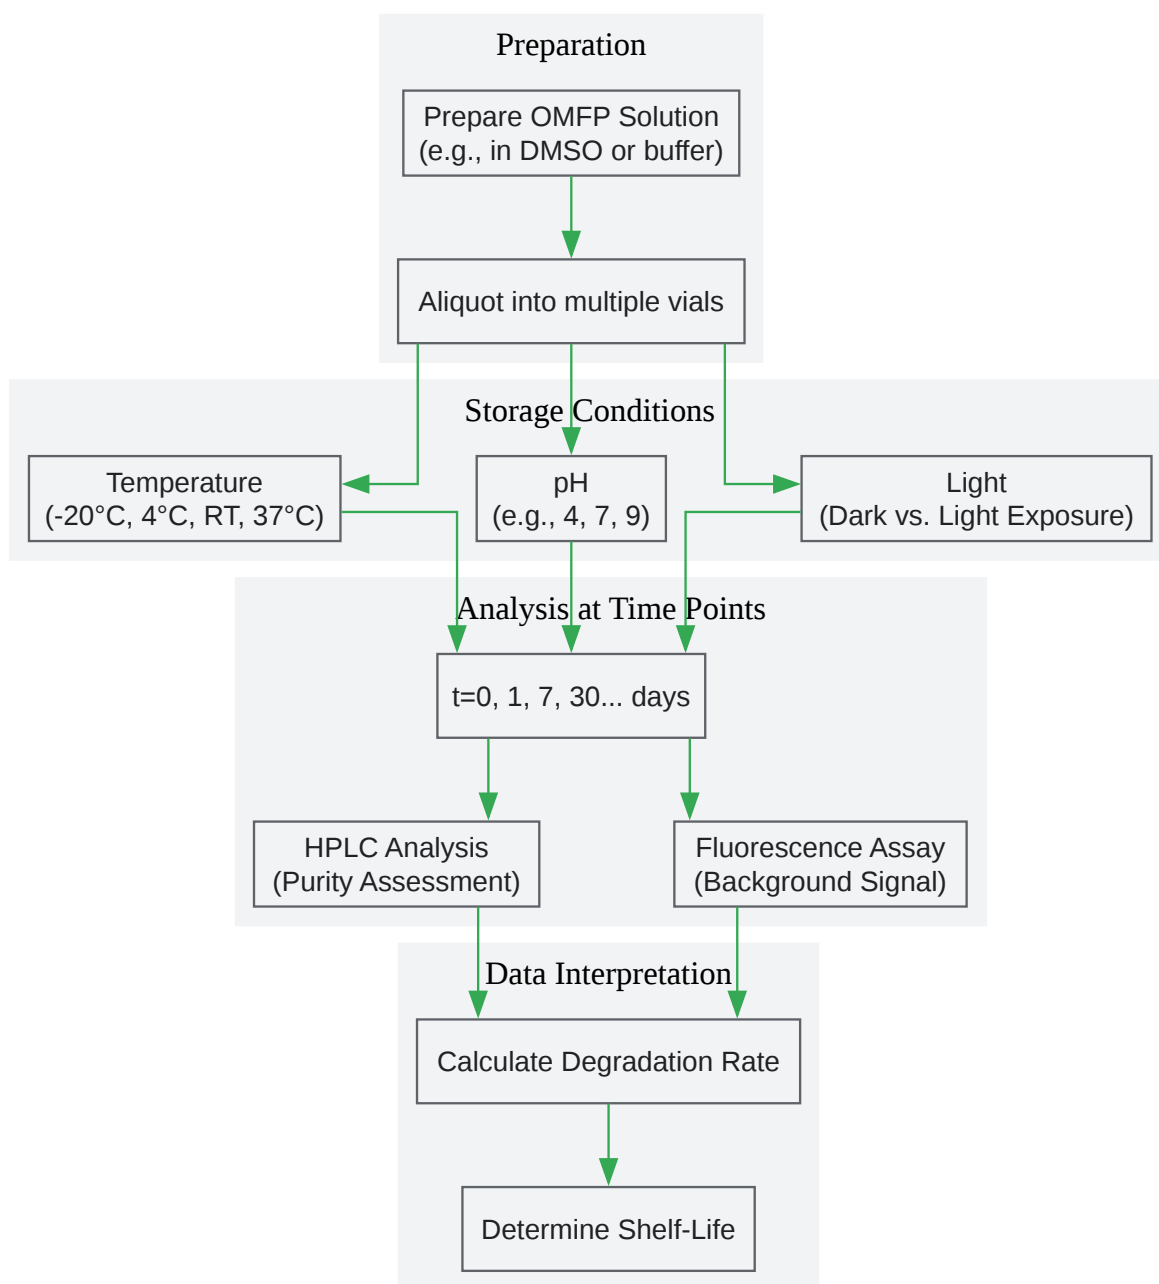 Preparation
Prepare OMFP Solution
(e.g., in DMSO or buffer)
Aliquot into multiple vials
Storage Conditions
Temperature
(-20°C, 4°C, RT, 37°C)
pH
(e.g., 4, 7, 9)
Light
(Dark vs. Light Exposure)
Analysis at Time Points
t=0, 1, 7, 30... days
HPLC Analysis
(Purity Assessment)
Fluorescence Assay
(Background Signal)
Data Interpretation
Calculate Degradation Rate
Determine Shelf-Life